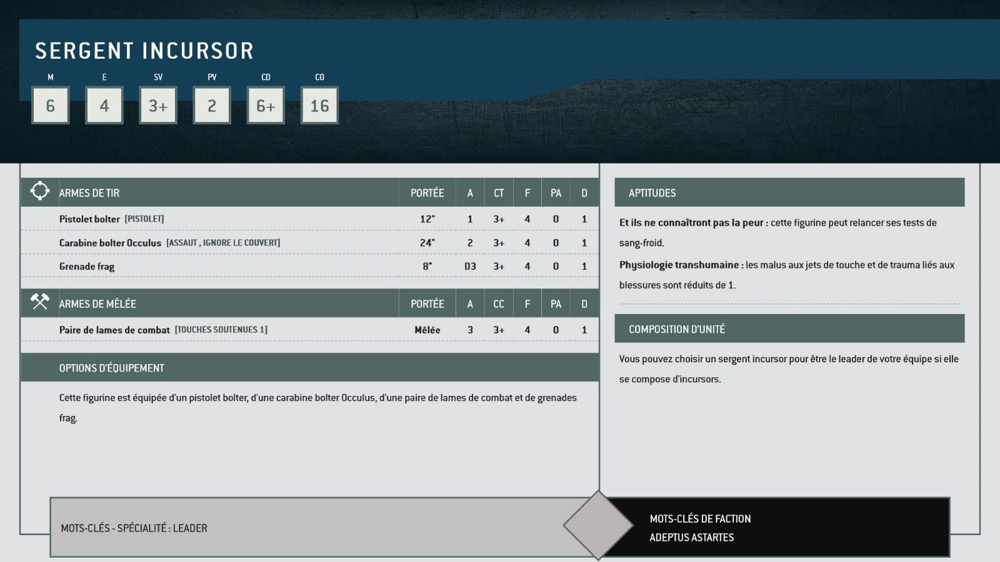 SERGENT INCURSOR
M E SV PV CD CO
6 4 3+ 2 6+ 16
ARMES DE TIR PORTÉE A CT F PA D
Pistolet bolter [PISTOLET] 12" 1 3+ 4 0 1
Carabine bolter Occulus [ASSAUT , IGNORE LE COUVERT] 24" 2 3+ 4 0 1
Grenade frag 8" D3 3+ 4 0 1
ARMES DE MÊLÉE PORTÉE A CC F PA D
Paire de lames de combat [TOUCHES SOUTENUES 1] Mêlée 3 3+ 4 0 1
OPTIONS D'ÉQUIPEMENT
Cette figurine est équipée d'un pistolet bolter, d'une carabine bolter Occulus, d'une paire de lames de combat et de grenades
frag.
APTITUDES
Et ils ne connaîtront pas la peur : cette figurine peut relancer ses tests de
sang-froid.
Physiologie transhumaine : les malus aux jets de touche et de trauma liés aux
blessures sont réduits de 1.
COMPOSITION D'UNITÉ
Vous pouvez choisir un sergent incursor pour être le leader de votre équipe si elle
se compose d'incursors.
MOTS-CLÉS - SPÉCIALITÉ : LEADER
MOTS-CLÉS DE FACTION
ADEPTUS ASTARTES